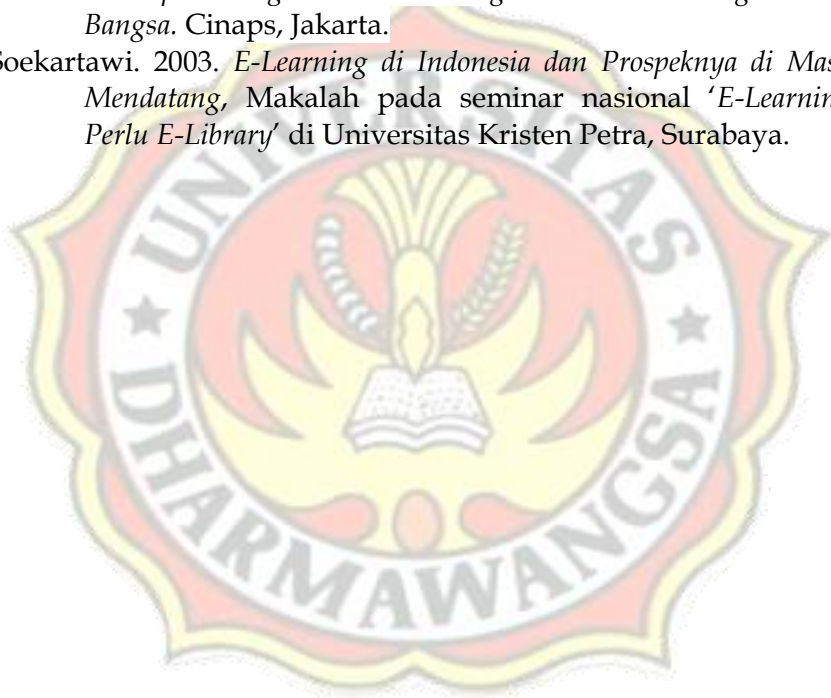 Bangsa. Cinaps, Jakarta.
Soekartawi. 2003. E-Learning di Indonesia dan Prospeknya di Mas
Mendatang, Makalah pada seminar nasional ‘E-Learnin
Perlu E-Library’ di Universitas Kristen Petra, Surabaya.
UNIVERSITAS
DHARMAWANGSA